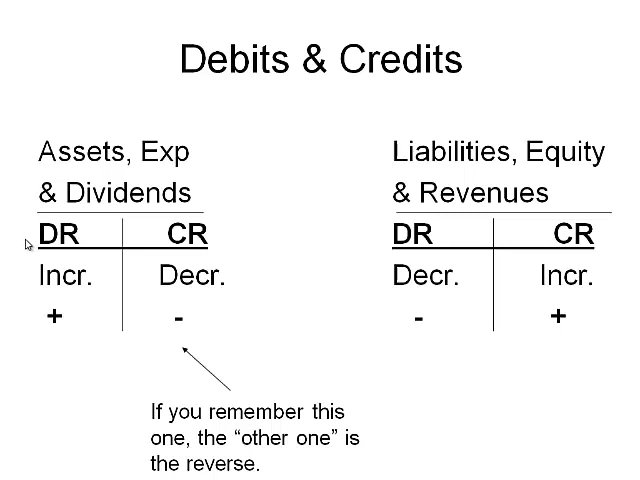 Debits & Credits
Assets, Exp
& Dividends
DR CR
Incr. Decr.
+ -
Liabilities, Equity
& Revenues
DR CR
Decr. Incr.
- +
If you remember this
one, the “other one” is
the reverse.